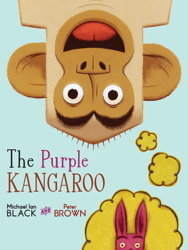 The Purple
KANGAROO
Michael Ian Peter
BLACK AND BROWN